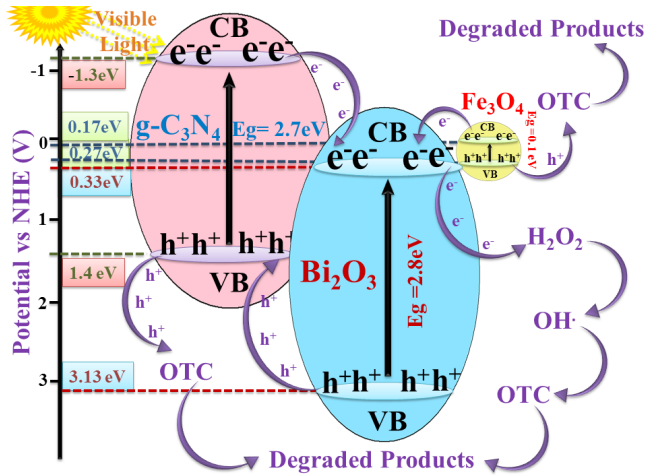 Visible
Light
CB
e-e- e-e-
Degraded Products
-1
-1.3eV
e-
e-
e-
Fe3O4
OTC
Eg=0.1eV
0.17eV
g-C3N4
Eg= 2.7eV
CB
e-
e-
CB
e-e- e-e-
0
0.27eV
e-e- e-e-
h+h+ h+h+
h+
VB
0.33eV
e-
e-
e-
H2O2
1
h+h+ h+h+
1.4 eV
h+
h+
h+
VB
Bi2O3
Eg =2.8eV
h+
h+
h+
OH·
2
Potential vs NHE (V)
OTC
3
3.13 eV
h+h+ h+h+
OTC
VB
Degraded Products